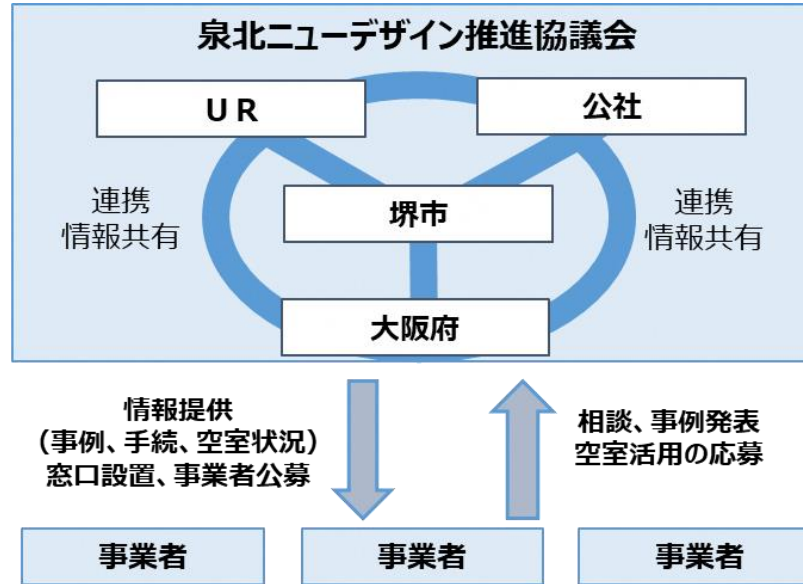 泉北ニューデザイン推進協議会
ＵＲ
公社
連携
情報共有
堺市
連携
情報共有
大阪府
情報提供
（事例、手続、空室状況）
窓口設置、事業者公募
相談、事例発表
空室活用の応募
事業者
事業者
事業者